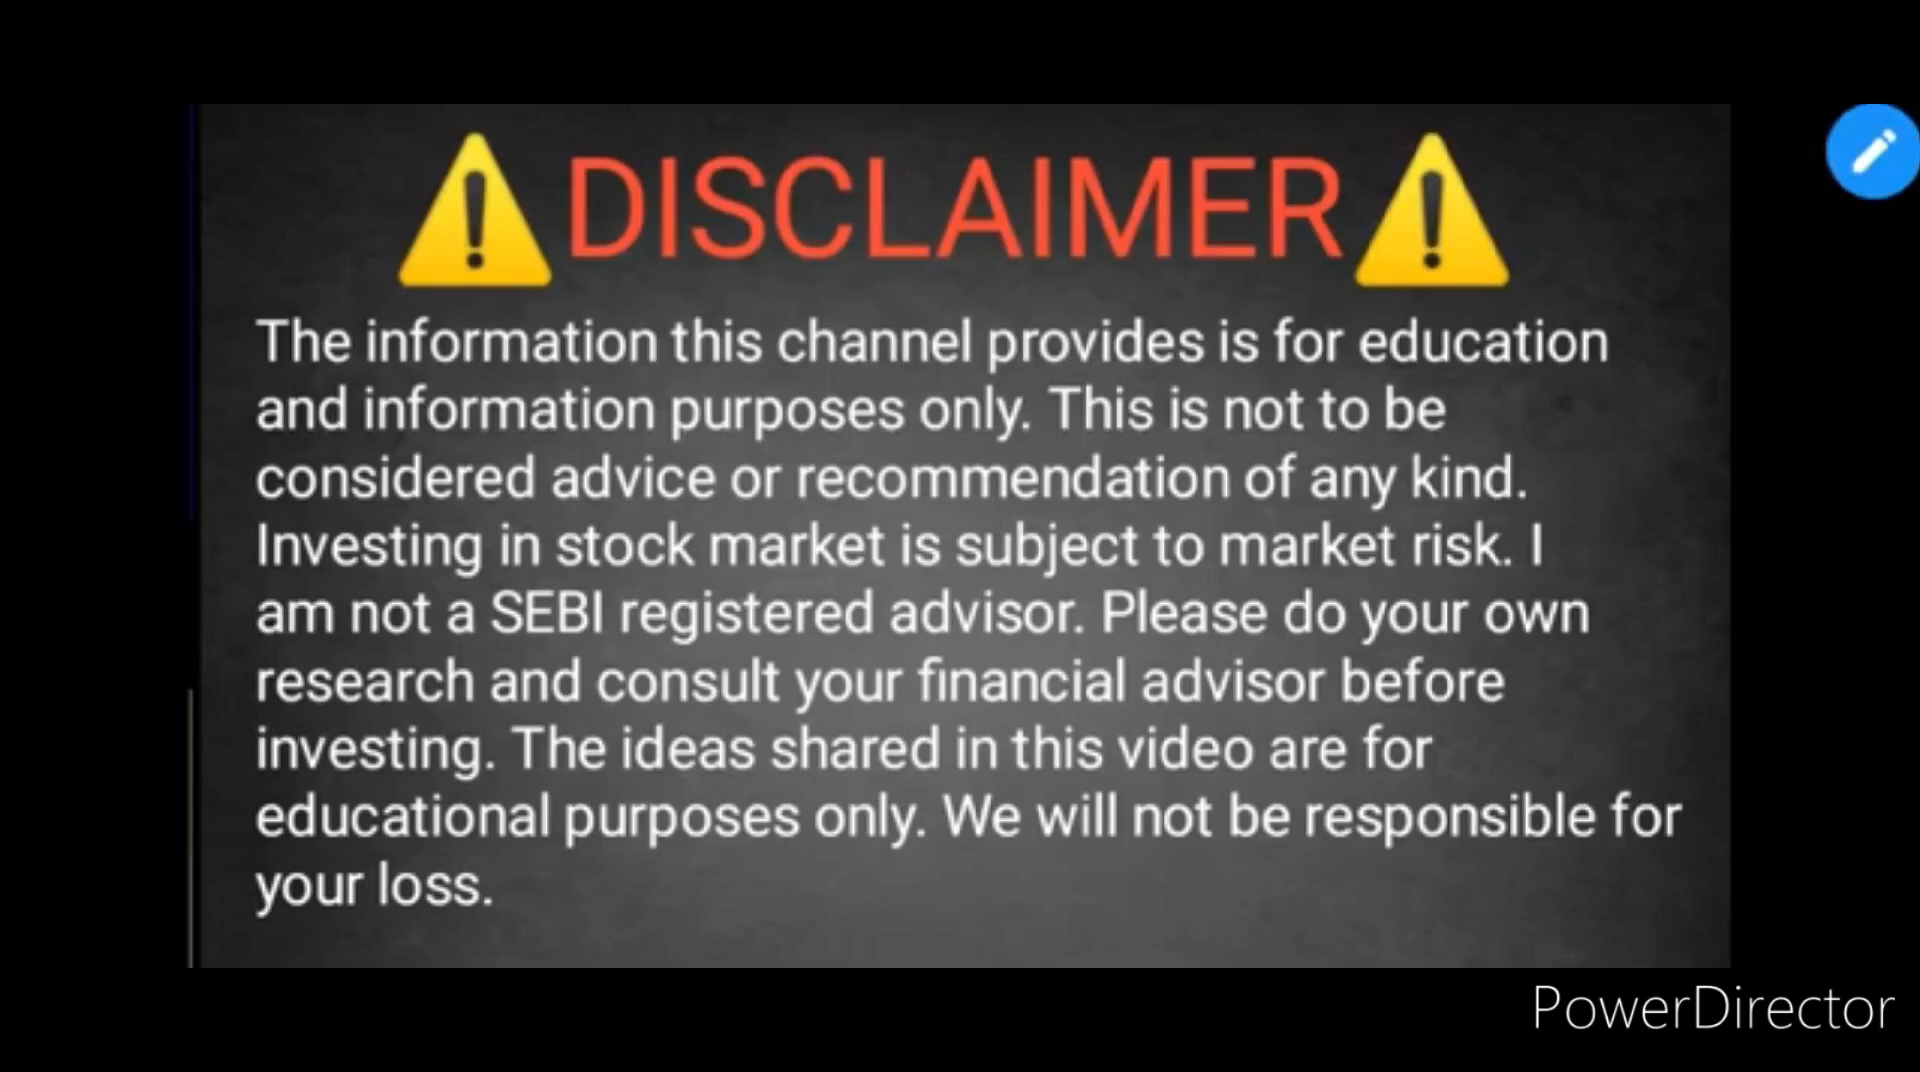 ⚠DISCLAIMER⚠
The information this channel provides is for education
and information purposes only. This is not to be
considered advice or recommendation of any kind.
Investing in stock market is subject to market risk. I
am not a SEBI registered advisor. Please do your own
research and consult your financial advisor before
investing. The ideas shared in this video are for
educational purposes only. We will not be responsible for
your loss.
PowerDirector